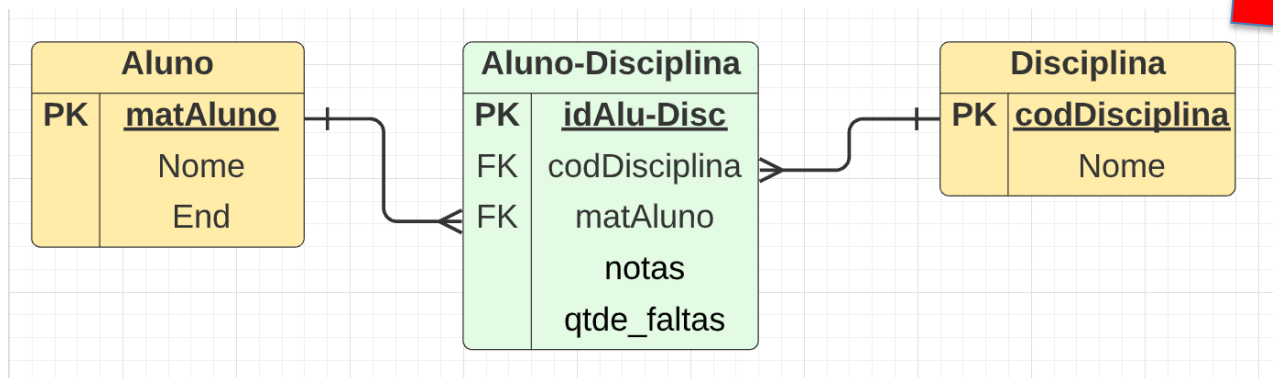 Aluno
PK matAluno
Nome
End
Aluno-Disciplina
PK idAlu-Disc
FK codDisciplina
FK matAluno
notas
qtde_faltas
Disciplina
PK codDisciplina
Nome